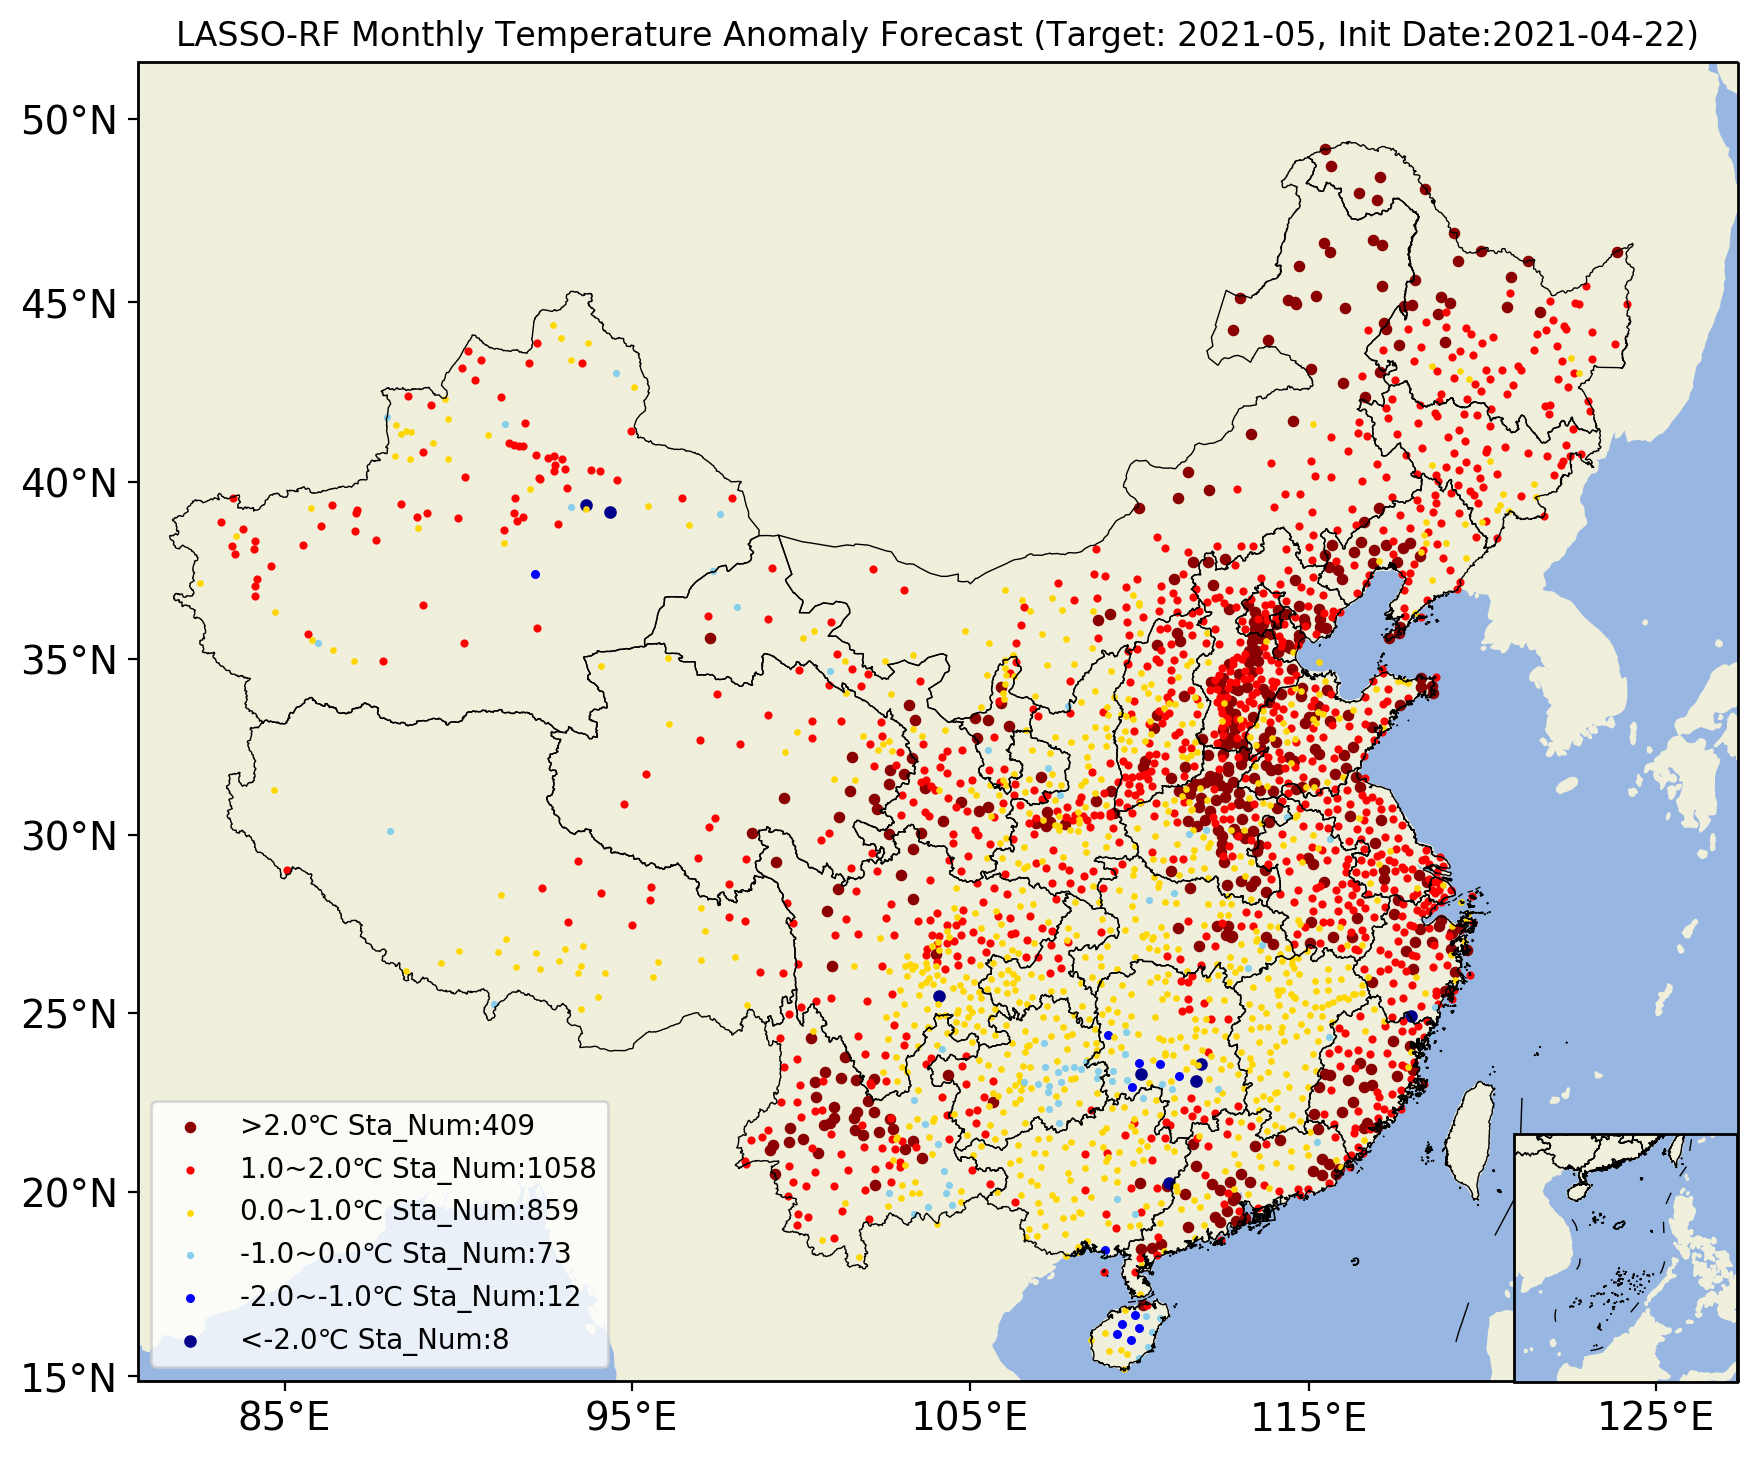 LASSO-RF Monthly Temperature Anomaly Forecast (Target: 2021-05, Init Date:2021-04-22)
50°N
45°N
40°N
35°N
30°N
25°N
20°N
15°N
>2.0℃ Sta_Num:409
1.0~2.0℃ Sta_Num:1058
0.0~1.0℃ Sta_Num:859
-1.0~0.0℃ Sta_Num:73
-2.0~-1.0℃ Sta_Num:12
<-2.0℃ Sta_Num:8
85°E
95°E
105°E
115°E
125°E